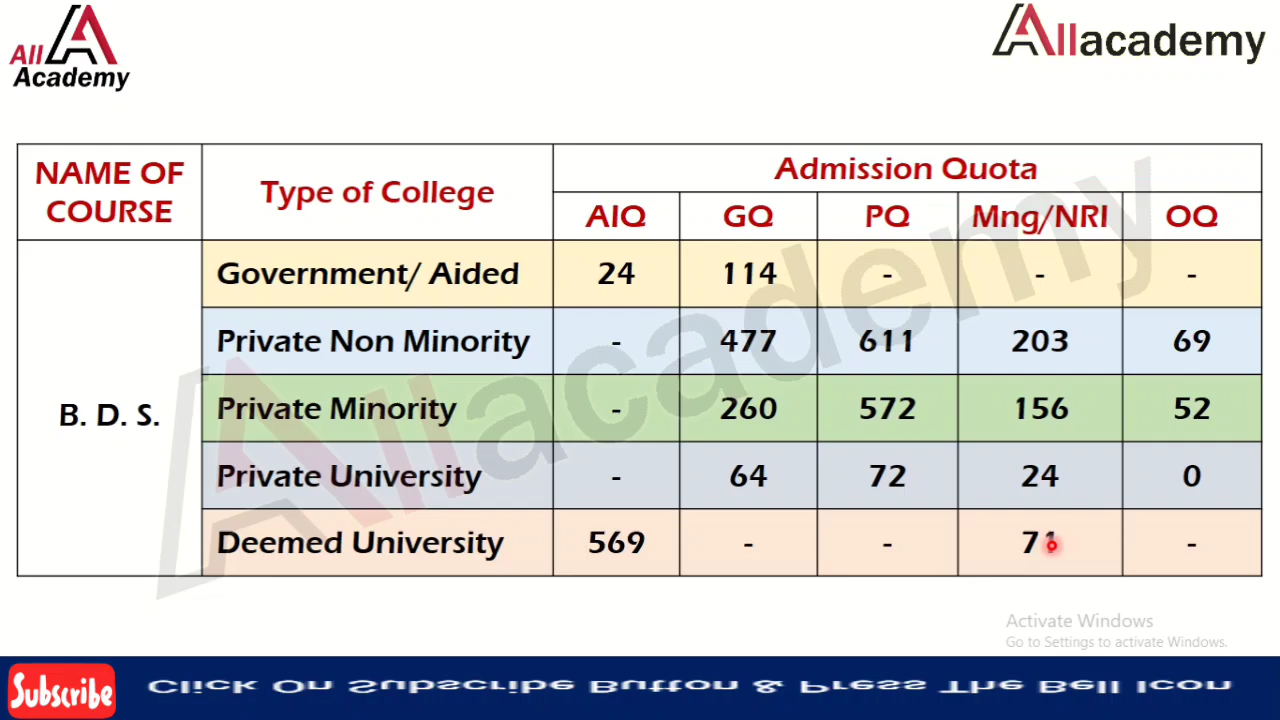 All
Academy
Allacademy
NAME OF COURSE Type of College Admission Quota
AIQ GQ PQ Mng/NRI OQ
B. D. S.
Government/ Aided 24 114 - - -
Private Non Minority - 477 611 203 69
Private Minority - 260 572 156 52
Private University - 64 72 24 0
Deemed University 569 - - 71 -
Allacademy
Activate Windows
Go to Settings to activate Windows.
Subscribe Click On Subscribe Button & Press The Bell Icon